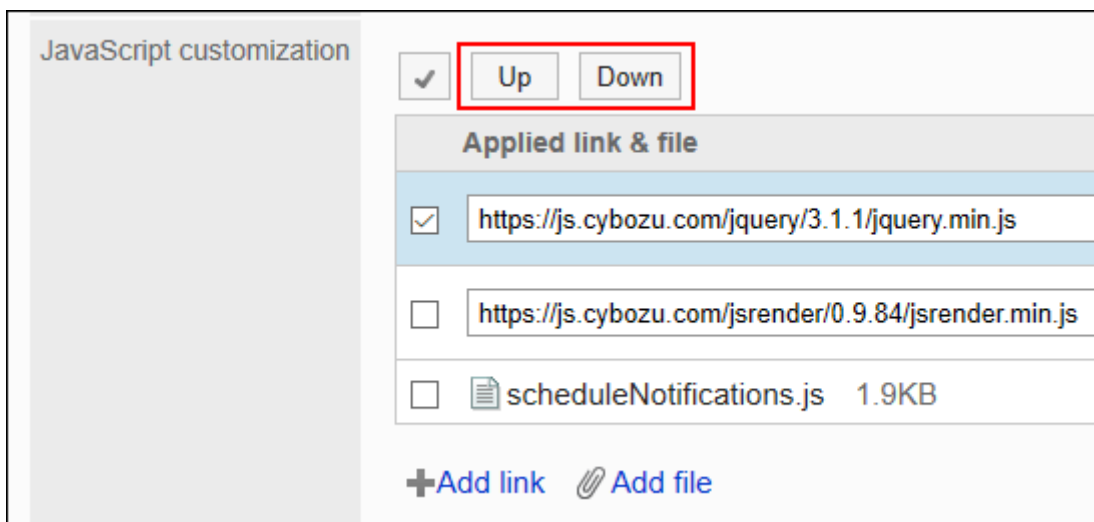 JavaScript customization
Up Down
Applied link & file
https://js.cybozu.com/jquery/3.1.1/jquery.min.js
https://js.cybozu.com/jsrender/0.9.84/jsrender.min.js
scheduleNotifications.js 1.9KB
Add link Add file